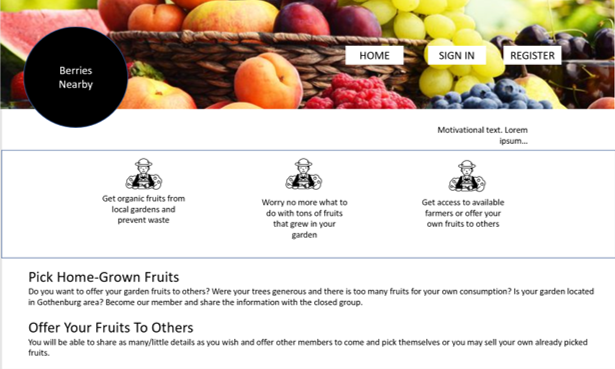 Berries
Nearby
HOME
SIGN IN
REGISTER
Motivational text. Lorem
ipsum...
Get organic fruits from
local gardens and
prevent waste
Worry no more what to
do with tons of fruits
that grew in your
garden
Get access to available
farmers or offer your
own fruits to others
Pick Home-Grown Fruits
Do you want to offer your garden fruits to others? Were your trees generous and there is too many fruits for your own consumption? Is your garden located
in Gothenburg area? Become our member and share the information with the closed group.
Offer Your Fruits To Others
You will be able to share as many/little details as you wish and offer other members to come and pick themselves or you may sell your own already picked
fruits.